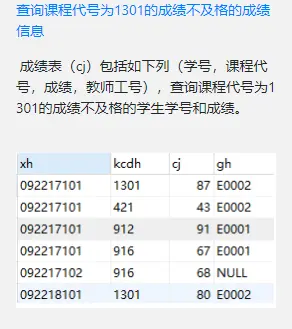 查询课程代号为1301的成绩不及格的成绩
信息
成绩表（cj）包括如下列（学号，课程代
号，成绩，教师工号），查询课程代号为1
301的成绩不及格的学生学号和成绩。
xh kcdh cj gh
092217101 1301 87 E0002
092217101 421 43 E0002
092217101 912 91 E0001
092217101 916 67 E0001
092217102 916 68 NULL
092218101 1301 80 E0002